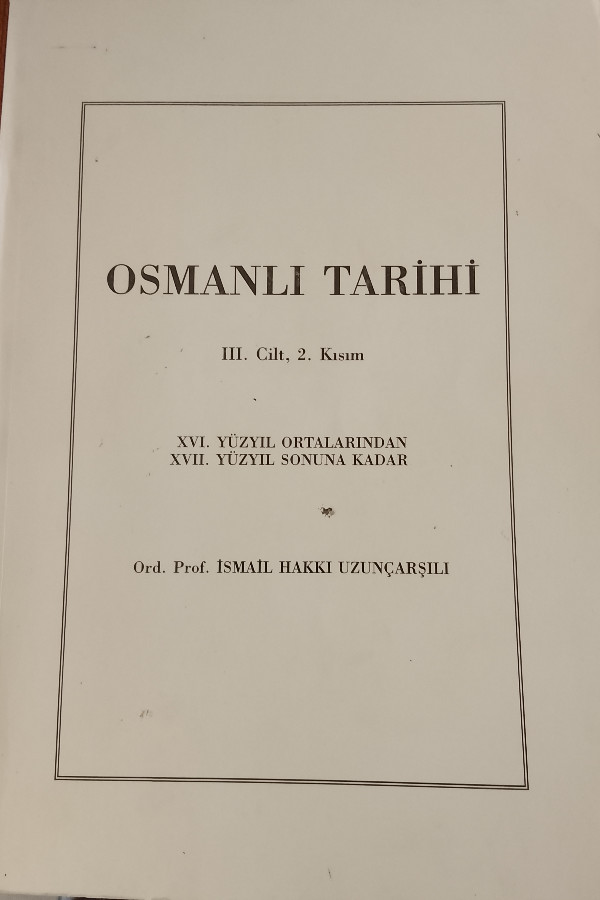 OSMANLI TARİHİ
III. Cilt, 2. Kısım
XVI. YÜZYIL ORTALARINDAN
XVII. YÜZYIL SONUNA KADAR
Ord. Prof. İSMAİL HAKKI UZUNÇARŞILI